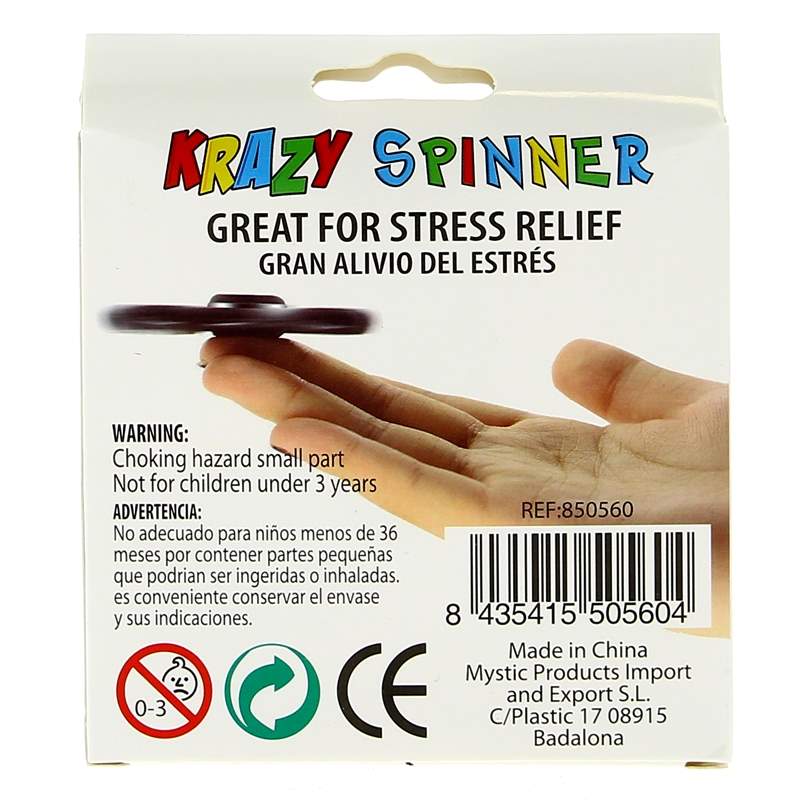 KRAZY SPINNER
GREAT FOR STRESS RELIEF
GRAN ALIVIO DEL ESTRÉS
WARNING:
Choking hazard small part
Not for children under 3 years
ADVERTENCIA:
No adecuado para niños menos de 36
meses por contener partes pequeñas
que podrian ser ingeridas o inhaladas.
es conveniente conservar el envase
y sus indicaciones.
0-3
CE
REF:850560
8 435415 505604
Made in China
Mystic Products Import
and Export S.L.
C/Plastic 17 08915
Badalona